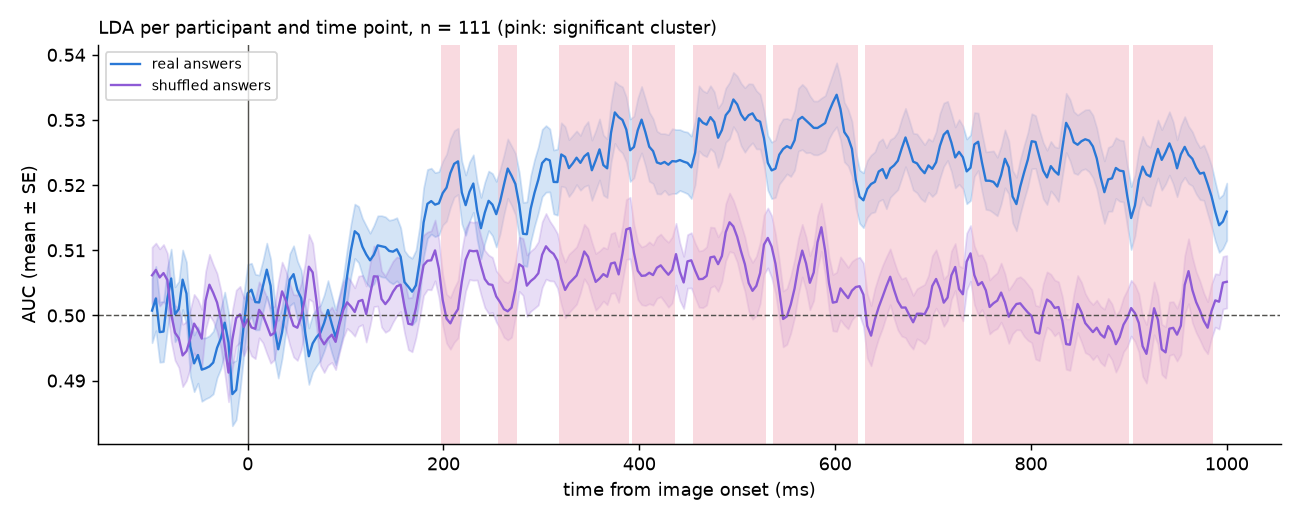 LDA per participant and time point, n = 111 (pink: significant cluster)
real answers
shuffled answers
AUC (mean ± SE)
0.54
0.53
0.52
0.51
0.50
0.49
0
200
400
600
800
1000
time from image onset (ms)